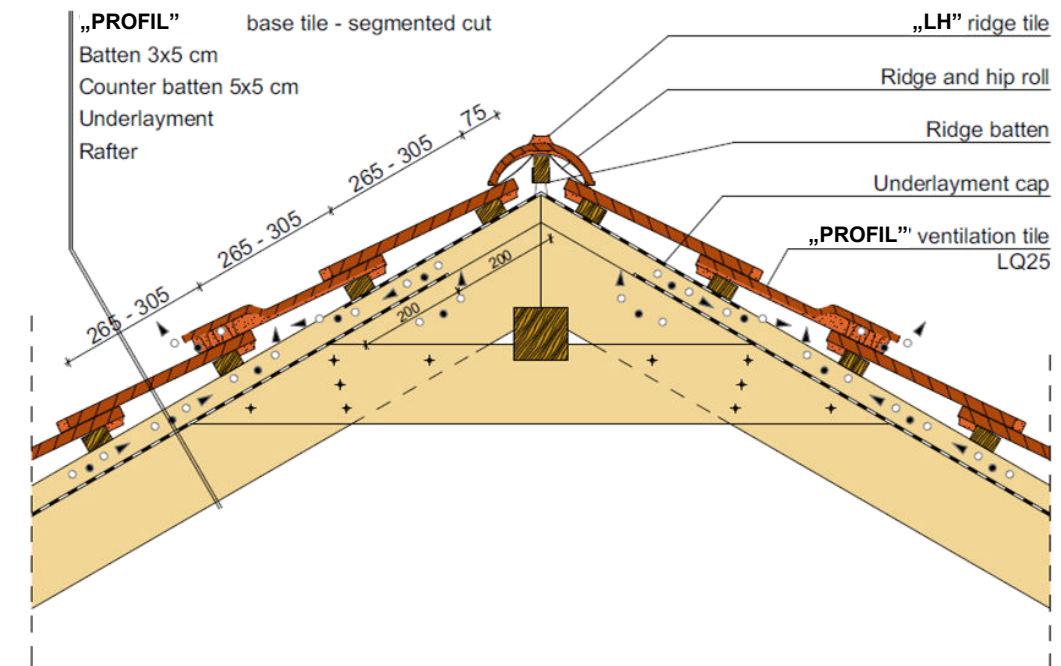 „PROFIL” base tile - segmented cut
Batten 3x5 cm
Counter batten 5x5 cm
Underlayment
Rafter
„LH” ridge tile
Ridge and hip roll
Ridge batten
Underlayment cap
„PROFIL”' ventilation tile
LQ25
75
265 - 305
265 - 305
265 - 305
200
200